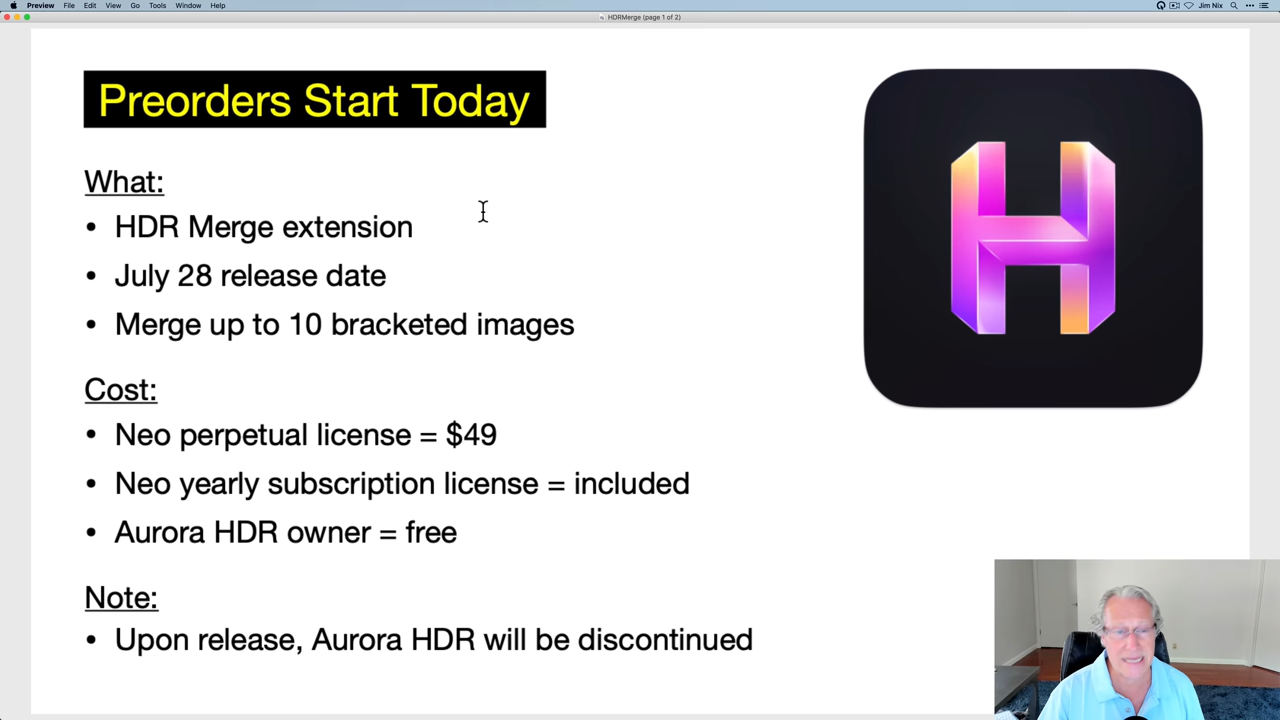 Preview File Edit View Go Tools Window Help Jim Nix
HDRMerge (page 1 of 2)
Preorders Start Today
What:
• HDR Merge extension
• July 28 release date
• Merge up to 10 bracketed images
Cost:
• Neo perpetual license = $49
• Neo yearly subscription license = included
• Aurora HDR owner = free
Note:
• Upon release, Aurora HDR will be discontinued
H